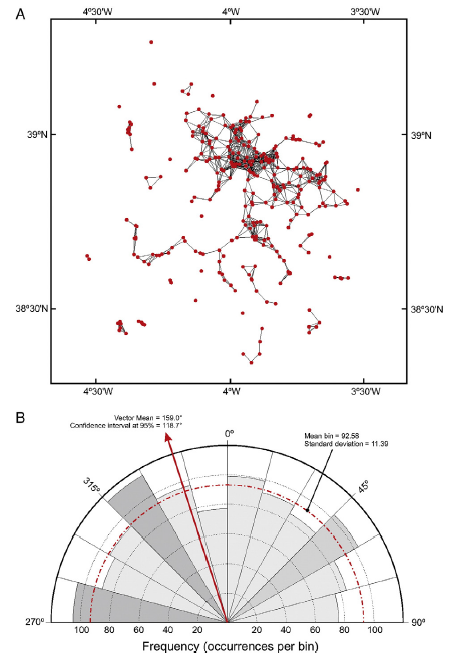 A
4°30'W 4°W 3°30'W
39°N 39°N
38°30'N 38°30'N
4°30'W 4°W 3°30'W
B
Vector Mean = 159.0°
Confidence interval at 95% = 118.7°
Mean bin = 92.58
Standard deviation = 11.39
0°
315° 45°
270° 90°
100 80 60 40 20 20 40 60 80 100
Frequency (occurrences per bin)